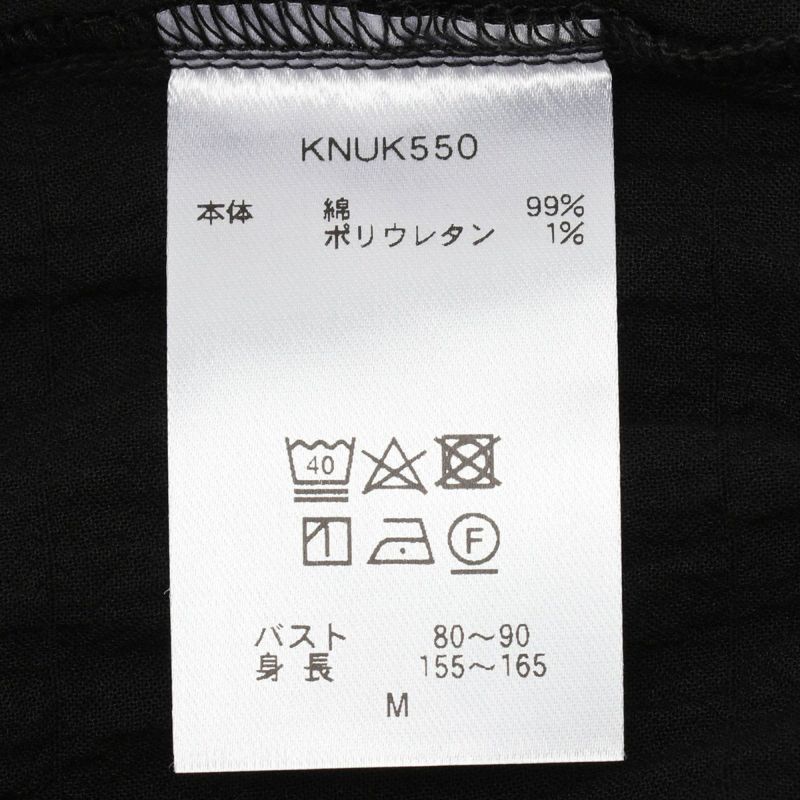 KNUK550
本体 綿 99%
ポリウレタン 1%
40
F
バスト 80～90
身長 155～165
M